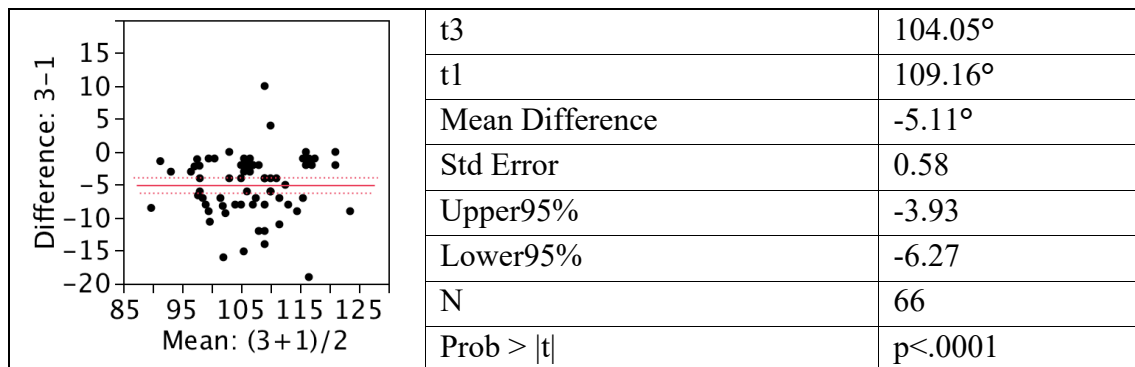 Difference: 3-1
15
10
5
0
-5
-10
-15
-20
85 95 105 115 125
Mean: (3+1)/2
t3 104.05°
t1 109.16°
Mean Difference -5.11°
Std Error 0.58
Upper95% -3.93
Lower95% -6.27
N 66
Prob > |t| p<.0001